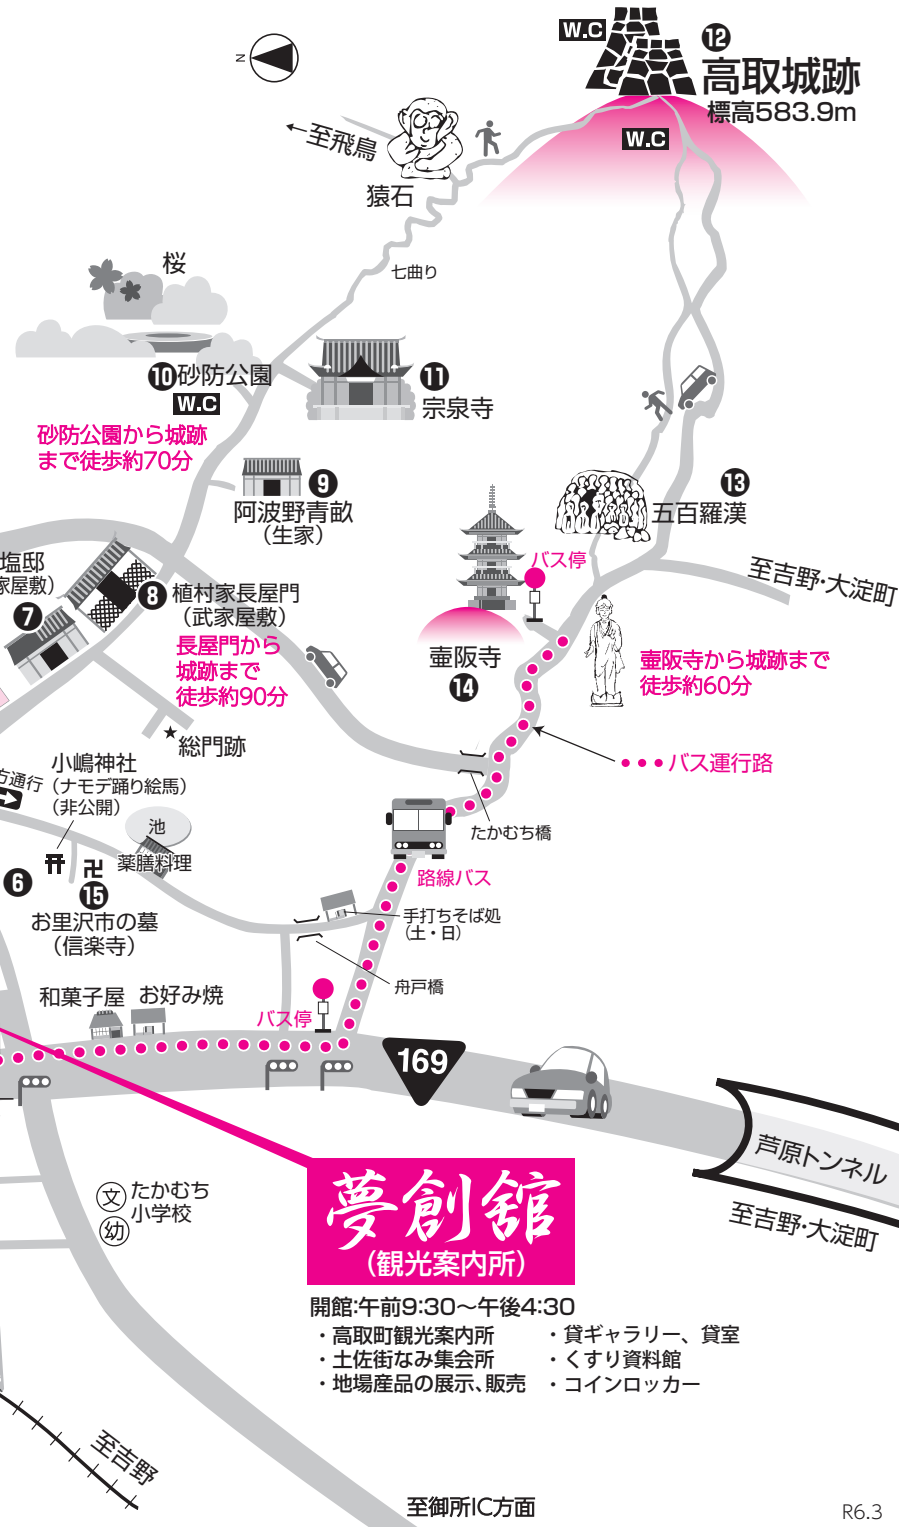 W.C
⓬
高取城跡
標高583.9m
W.C
N
←至飛鳥
猿石
七曲り
桜
❿砂防公園
W.C
⓫
宗泉寺
砂防公園から城跡
まで徒歩約70分
❾
阿波野青畝
(生家)
⓭
五百羅漢
バス停
至吉野・大淀町
塩邸
家屋敷)
❼
❽
植村家長屋門
(武家屋敷)
長屋門から
城跡まで
徒歩約90分
壷阪寺
⓮
壷阪寺から城跡まで
徒歩約60分
★総門跡
バス運行路
小嶋神社
(ナモデ踊り絵馬)
(非公開)
方通行
たかむち橋
池
薬膳料理
路線バス
❻
卍
⓯
お里沢市の墓
(信楽寺)
手打ちそば処
(土・日)
舟戸橋
和菓子屋
お好み焼
バス停
169
芦原トンネル
至吉野・大淀町
文
たかむち
小学校
幼
夢創舘
(観光案内所)
開館:午前9:30〜午後4:30
・高取町観光案内所
・土佐街なみ集会所
・地場産品の展示、販売
・貸ギャラリー、貸室
・くすり資料館
・コインロッカー
至吉野
至御所IC方面
R6.3